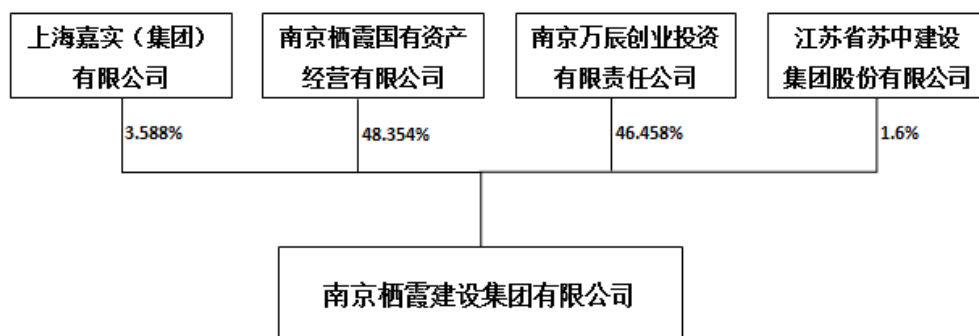 上海嘉实（集团）
有限公司
南京栖霞国有资产
经营有限公司
南京万辰创业投资
有限责任公司
江苏省苏中建设
集团股份有限公司
3.588%
48.354%
46.458%
1.6%
南京栖霞建设集团有限公司